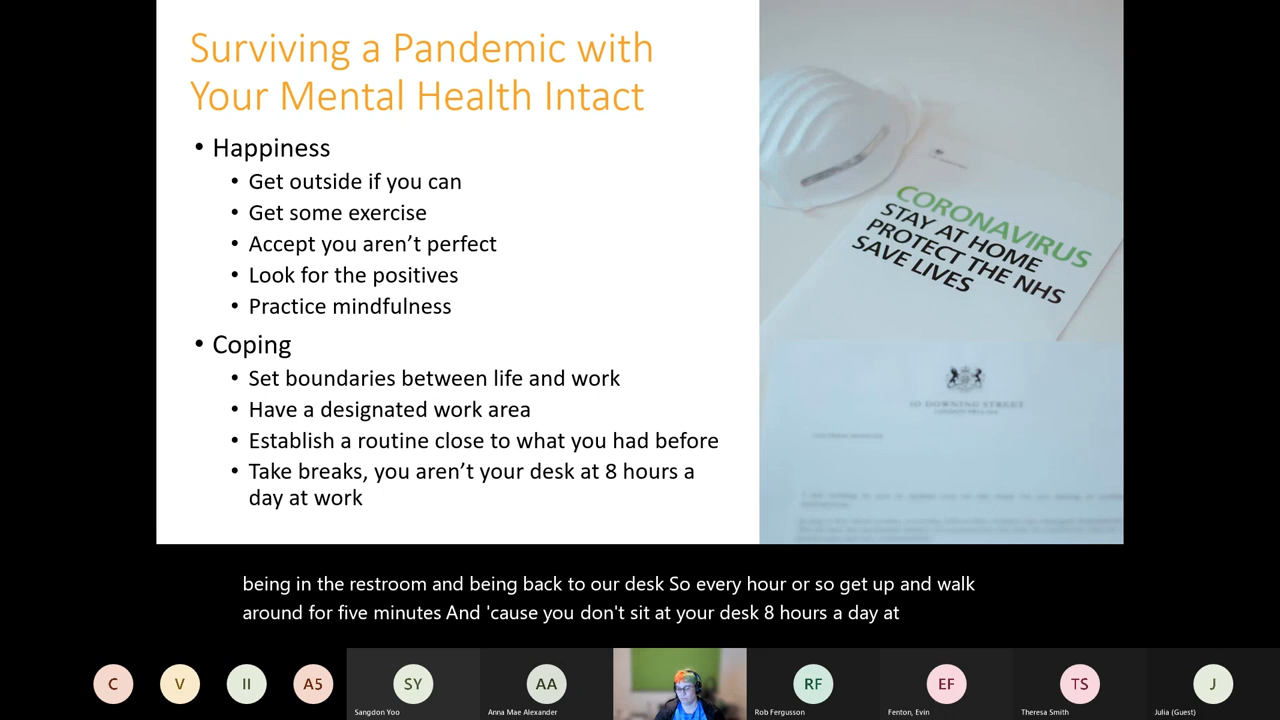 Surviving a Pandemic with
Your Mental Health Intact
• Happiness
• Get outside if you can
• Get some exercise
• Accept you aren’t perfect
• Look for the positives
• Practice mindfulness
• Coping
• Set boundaries between life and work
• Have a designated work area
• Establish a routine close to what you had before
• Take breaks, you aren’t your desk at 8 hours a
day at work
CORONAVIRUS
STAY AT HOME
PROTECT THE NHS
SAVE LIVES
10 DOWNING STREET
being in the restroom and being back to our desk So every hour or so get up and walk
around for five minutes And 'cause you don't sit at your desk 8 hours a day at
C
V
II
A5
SY
AA
RF
EF
TS
J
Sangdon Yoo
Anna Mae Alexander
Rob Fergusson
Fenton, Evin
Theresa Smith
Julia (Guest)